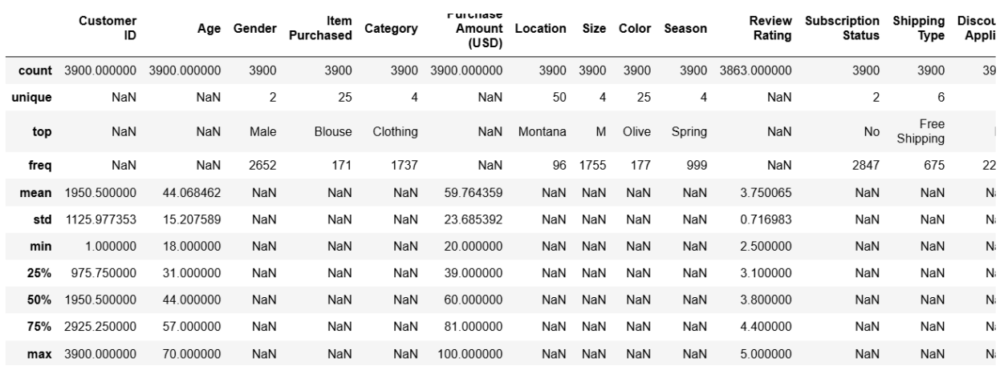 Customer ID Age Gender Item Purchased Category Purchase Amount (USD) Location Size Color Season Review Rating Subscription Status Shipping Type Discou Appli
count 3900.000000 3900.000000 3900 3900 3900 3900.000000 3900 3900 3900 3900 3863.000000 3900 3900 39
unique NaN NaN 2 25 4 NaN 50 4 25 4 NaN 2 6
top NaN NaN Male Blouse Clothing NaN Montana M Olive Spring NaN No Free Shipping
freq NaN NaN 2652 171 1737 NaN 96 1755 177 999 NaN 2847 675 22
mean 1950.500000 44.068462 NaN NaN NaN 59.764359 NaN NaN NaN NaN 3.750065 NaN NaN Na
std 1125.977353 15.207589 NaN NaN NaN 23.685392 NaN NaN NaN NaN 0.716983 NaN NaN Na
min 1.000000 18.000000 NaN NaN NaN 20.000000 NaN NaN NaN NaN 2.500000 NaN NaN Na
25% 975.750000 31.000000 NaN NaN NaN 39.000000 NaN NaN NaN NaN 3.100000 NaN NaN Na
50% 1950.500000 44.000000 NaN NaN NaN 60.000000 NaN NaN NaN NaN 3.800000 NaN NaN Na
75% 2925.250000 57.000000 NaN NaN NaN 81.000000 NaN NaN NaN NaN 4.400000 NaN NaN Na
max 3900.000000 70.000000 NaN NaN NaN 100.000000 NaN NaN NaN NaN 5.000000 NaN NaN Na